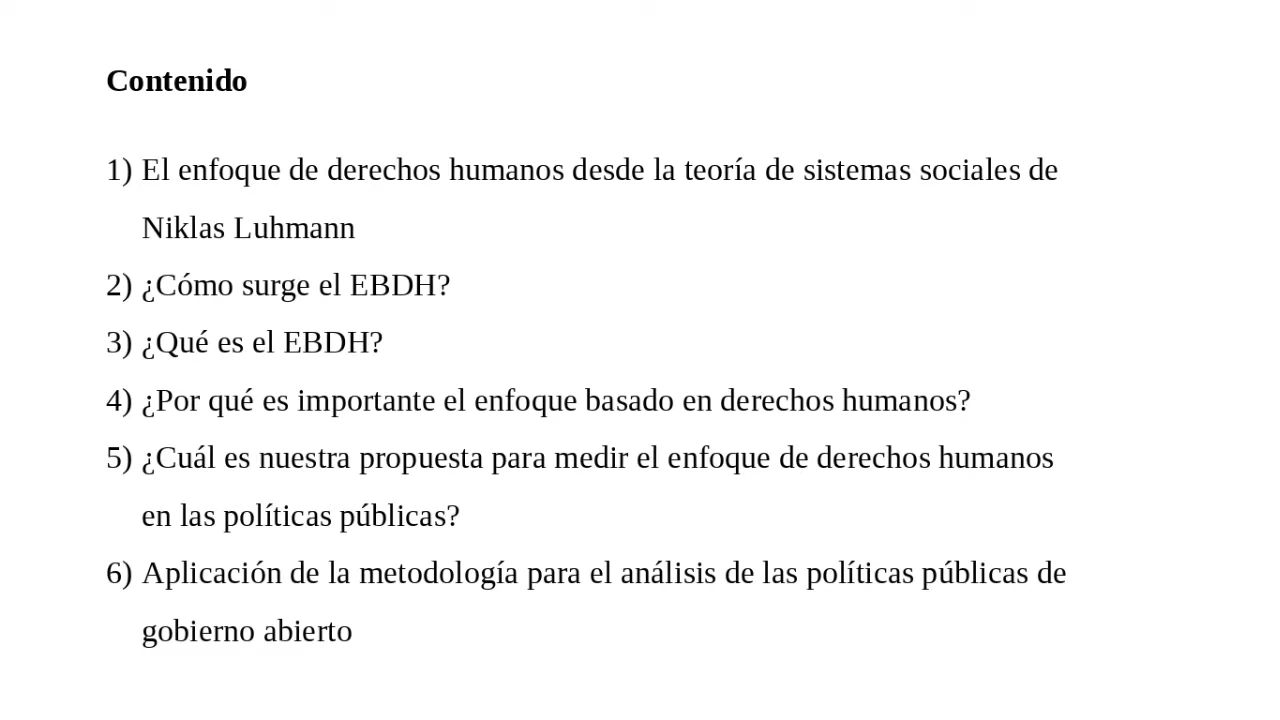 Contenido
1) El enfoque de derechos humanos desde la teoría de sistemas sociales de
Niklas Luhmann
2) ¿Cómo surge el EBDH?
3) ¿Qué es el EBDH?
4) ¿Por qué es importante el enfoque basado en derechos humanos?
5) ¿Cuál es nuestra propuesta para medir el enfoque de derechos humanos
en las políticas públicas?
6) Aplicación de la metodología para el análisis de las políticas públicas de
gobierno abierto